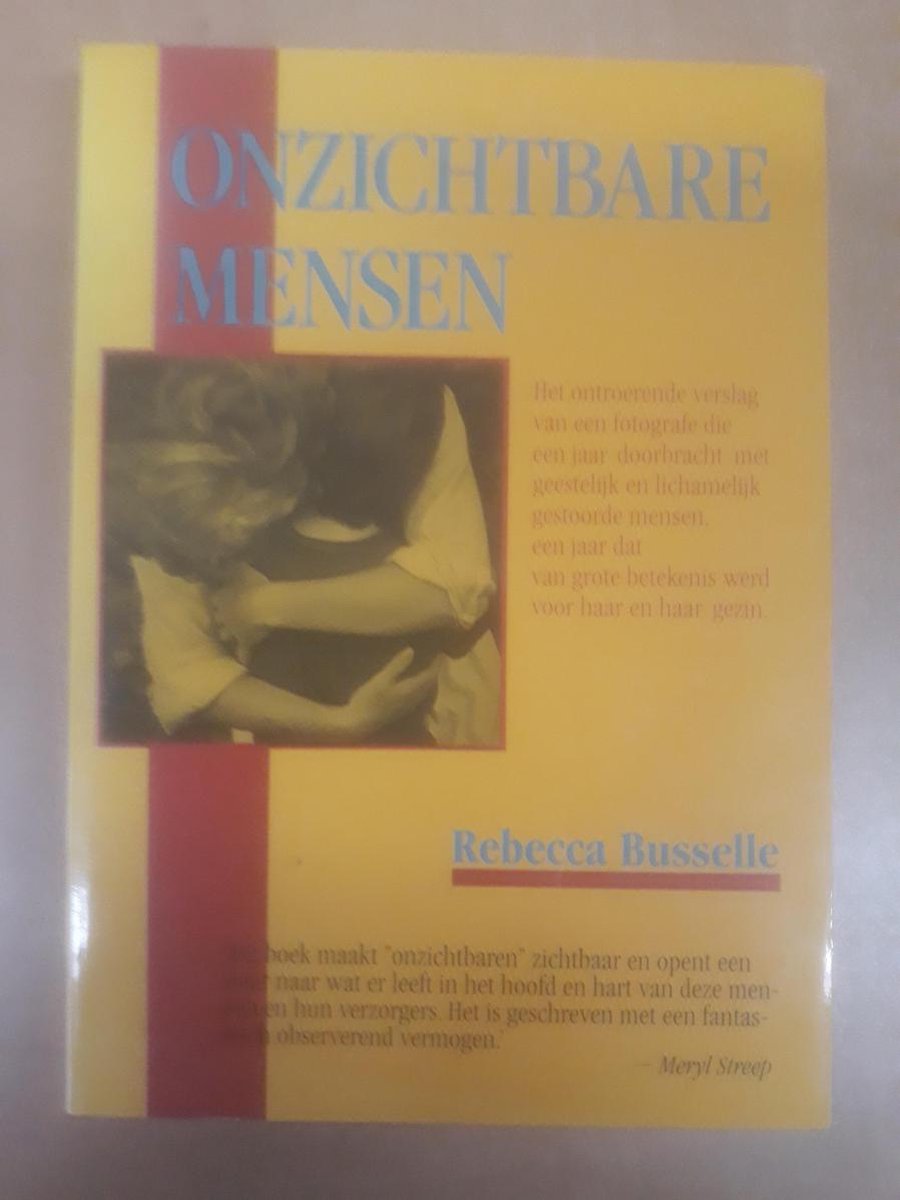 ONZICHTBARE
MENSEN
Het ontroerende verslag
van een fotografe die
een jaar doorbracht met
geestelijk en lichamelijk
gestoorde mensen,
een jaar dat
van grote betekenis werd
voor haar en haar gezin.
Rebecca Busselle
boek maakt "onzichtbaren" zichtbaar en opent een
naar wat er leeft in het hoofd en hart van deze men-
en hun verzorgers. Het is geschreven met een fantas-
observerend vermogen.'
– Meryl Streep